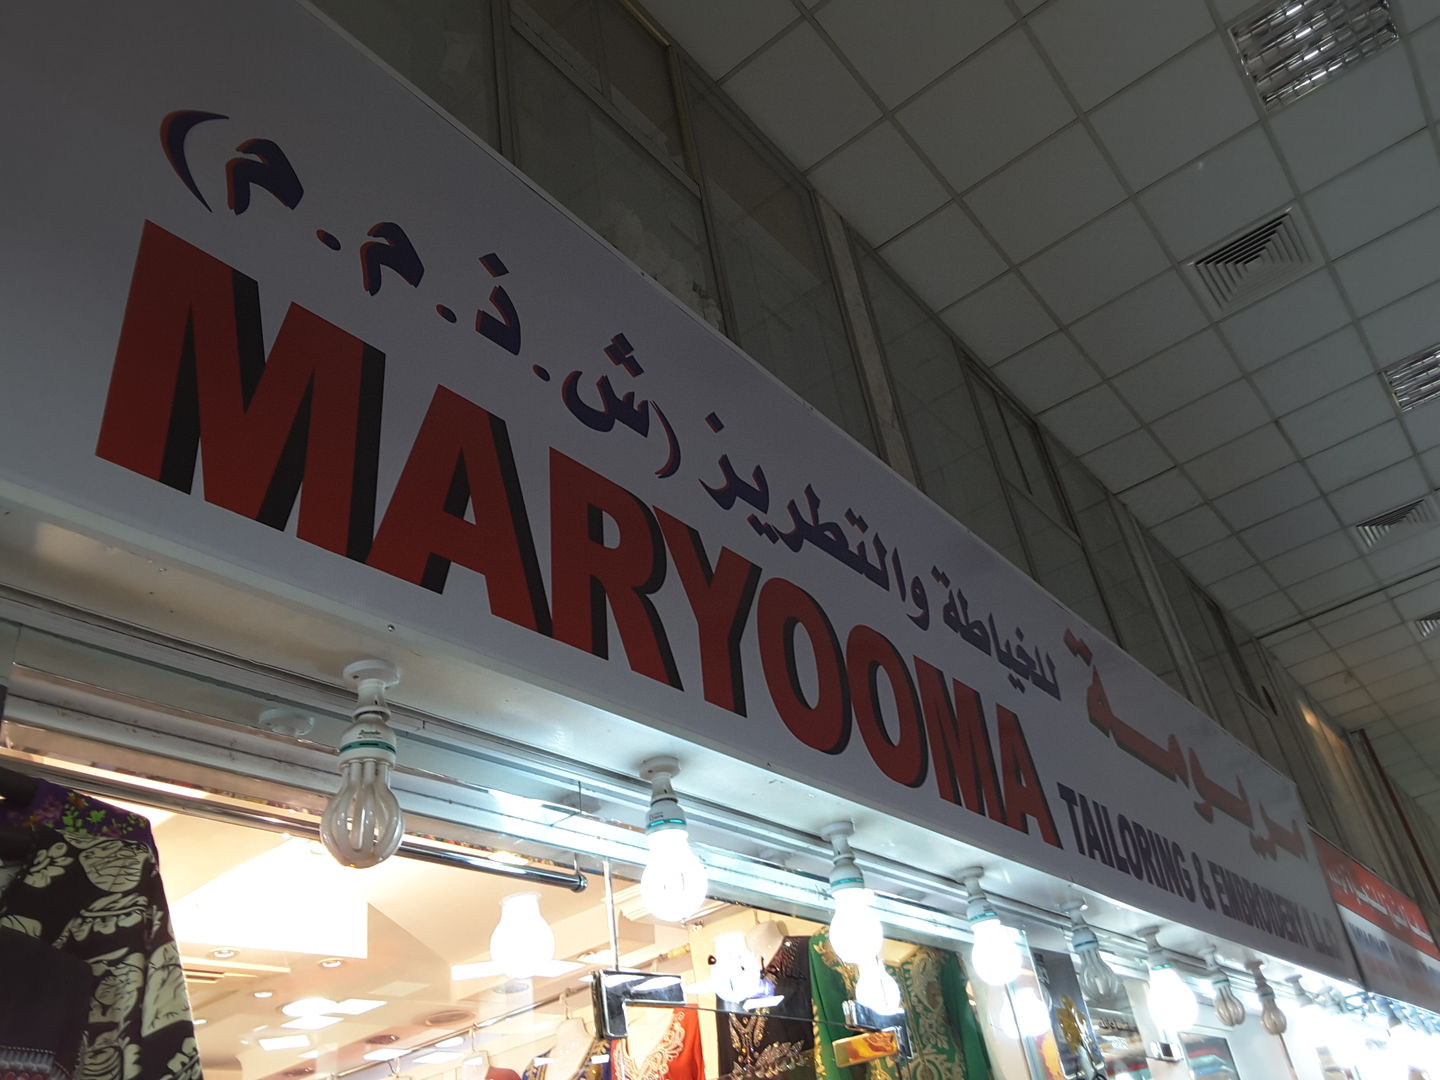 مريومة للخياطة والتطريز (ش.ذ.م.م)
MARYOOMA TAILORING & EMBROIDERY L.L.C